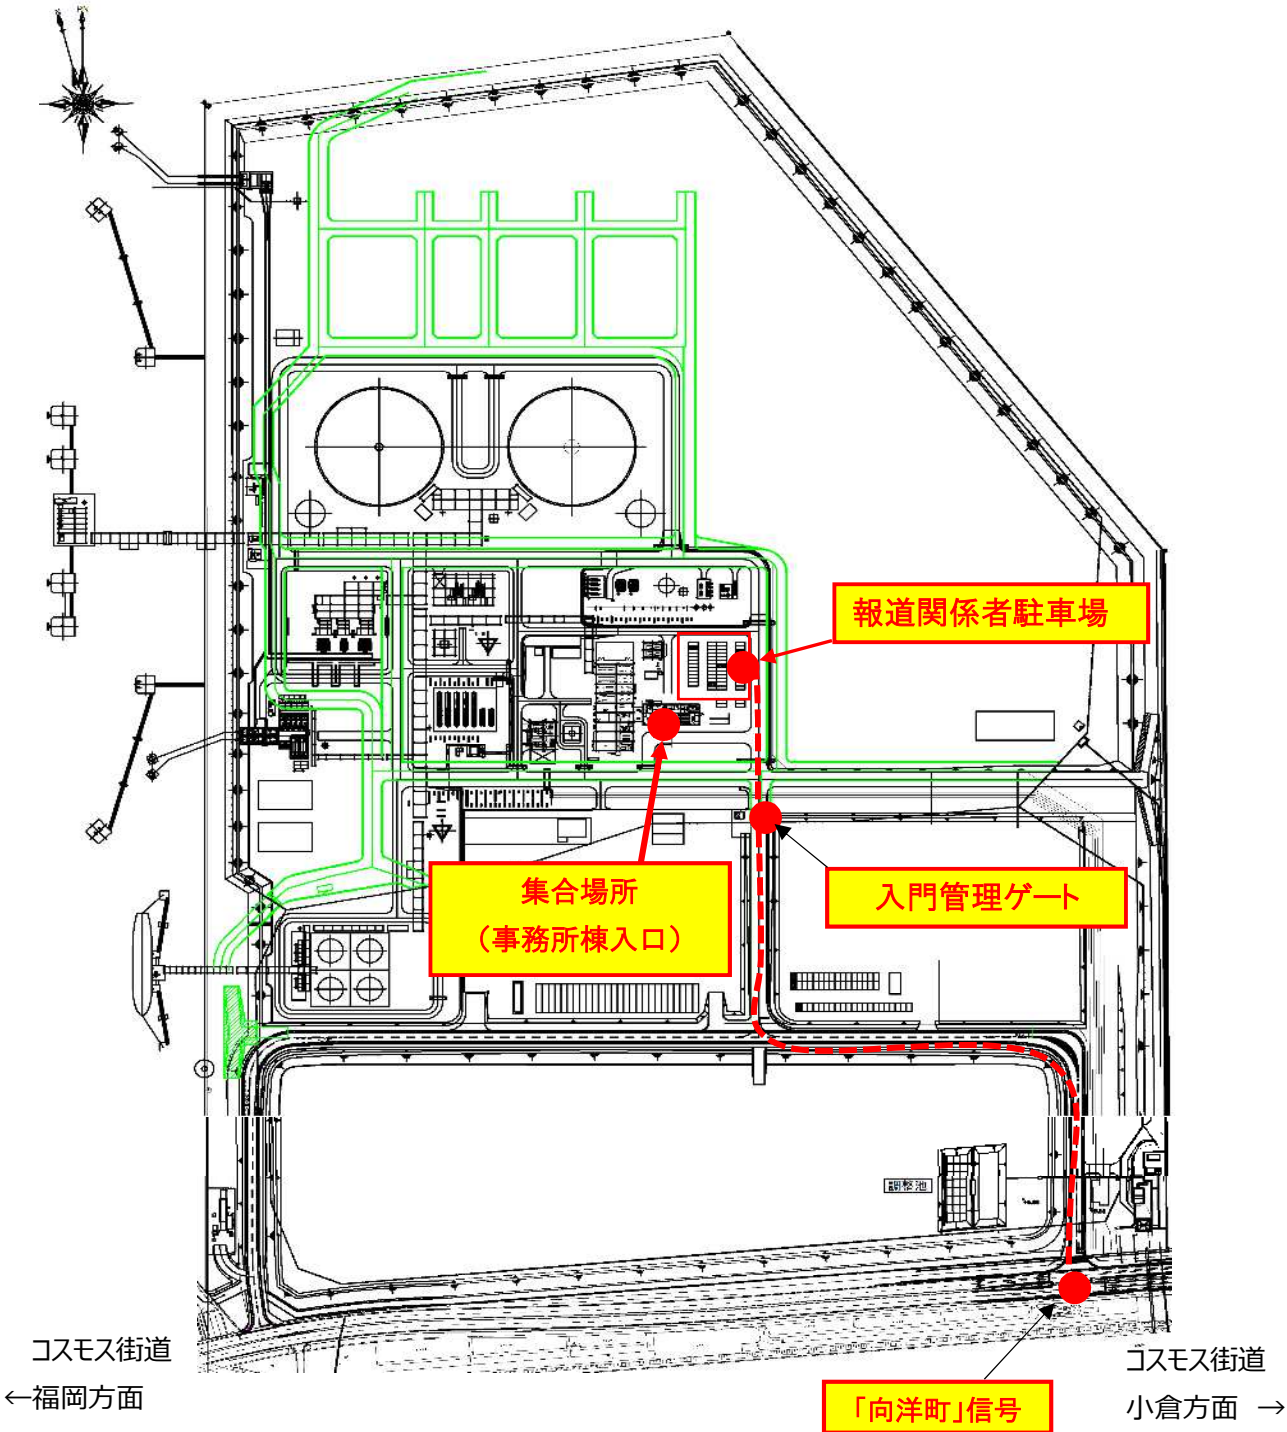 報道関係者駐車場
集合場所
（事務所棟入口）
入門管理ゲート
調整池
コスモス街道
←福岡方面
「向洋町」信号
コスモス街道
小倉方面 →